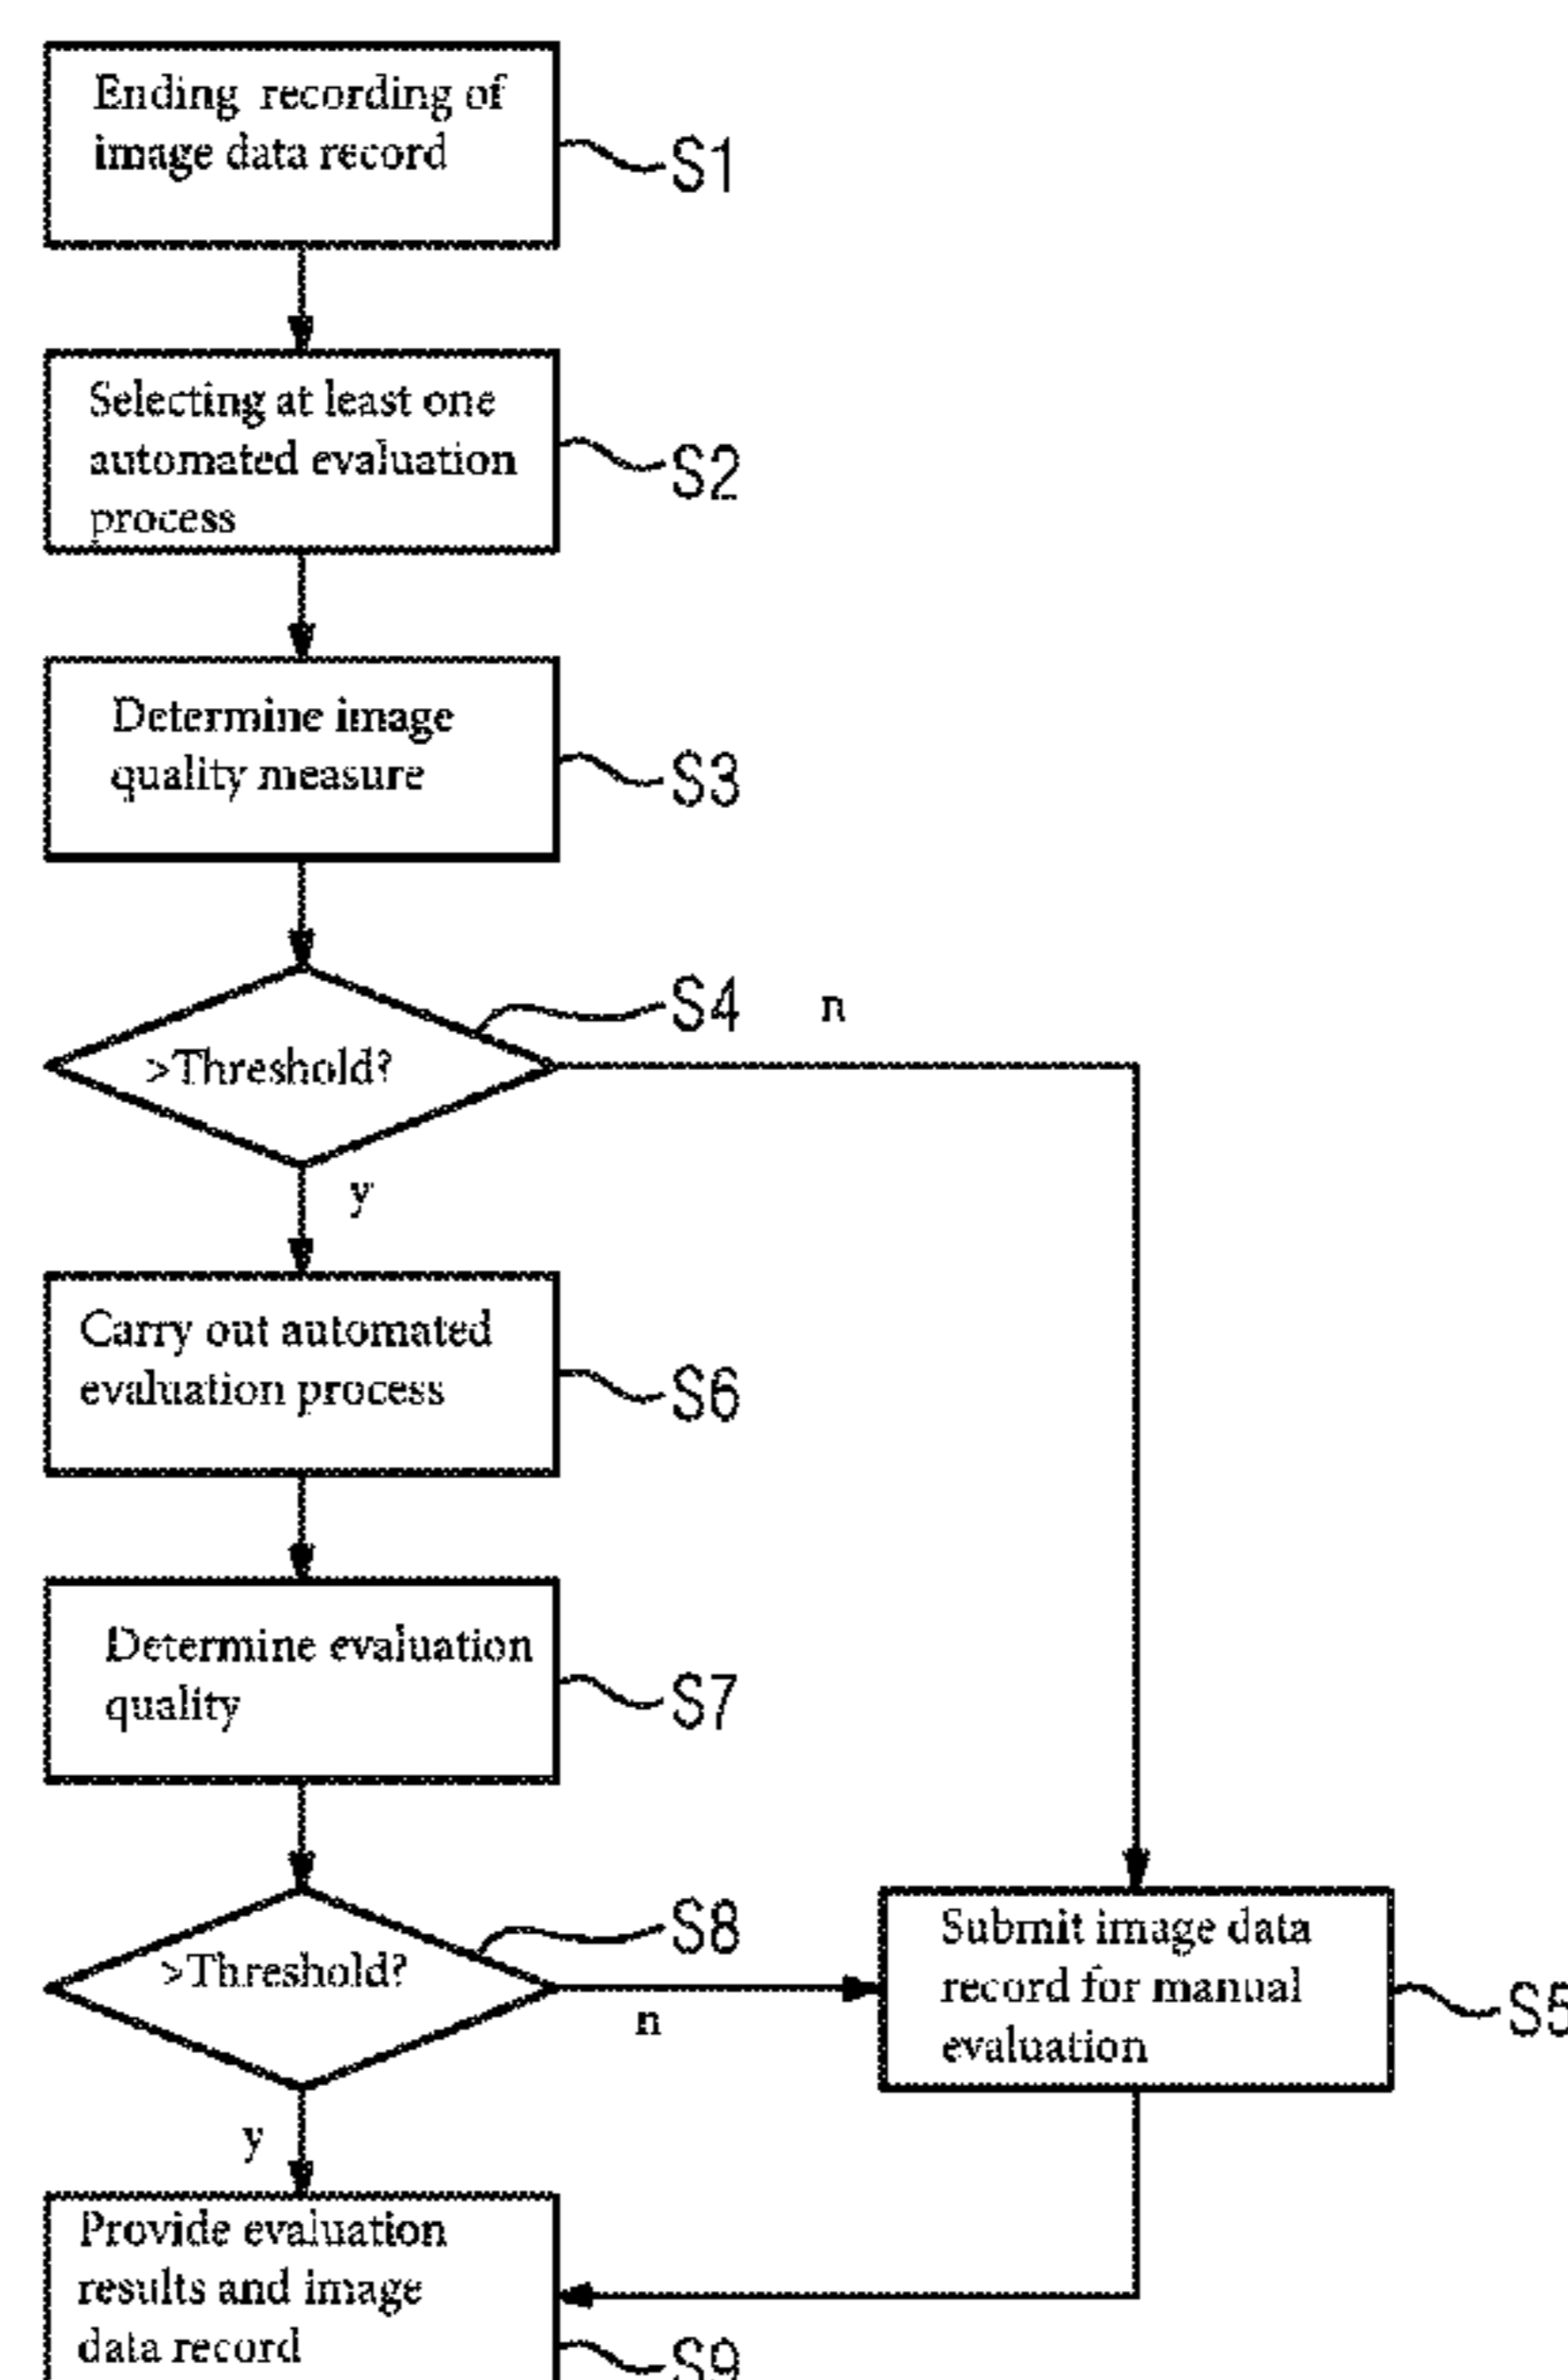 Ending recording of
image data record
S1
Selecting at least one
automated evaluation
process
S2
Determine image
quality measure
S3
S4
n
>Threshold?
y
Carry out automated
evaluation process
S6
Determine evaluation
quality
S7
>Threshold?
S8
n
Submit image data
record for manual
evaluation
S5
y
Provide evaluation
results and image
data record
S9